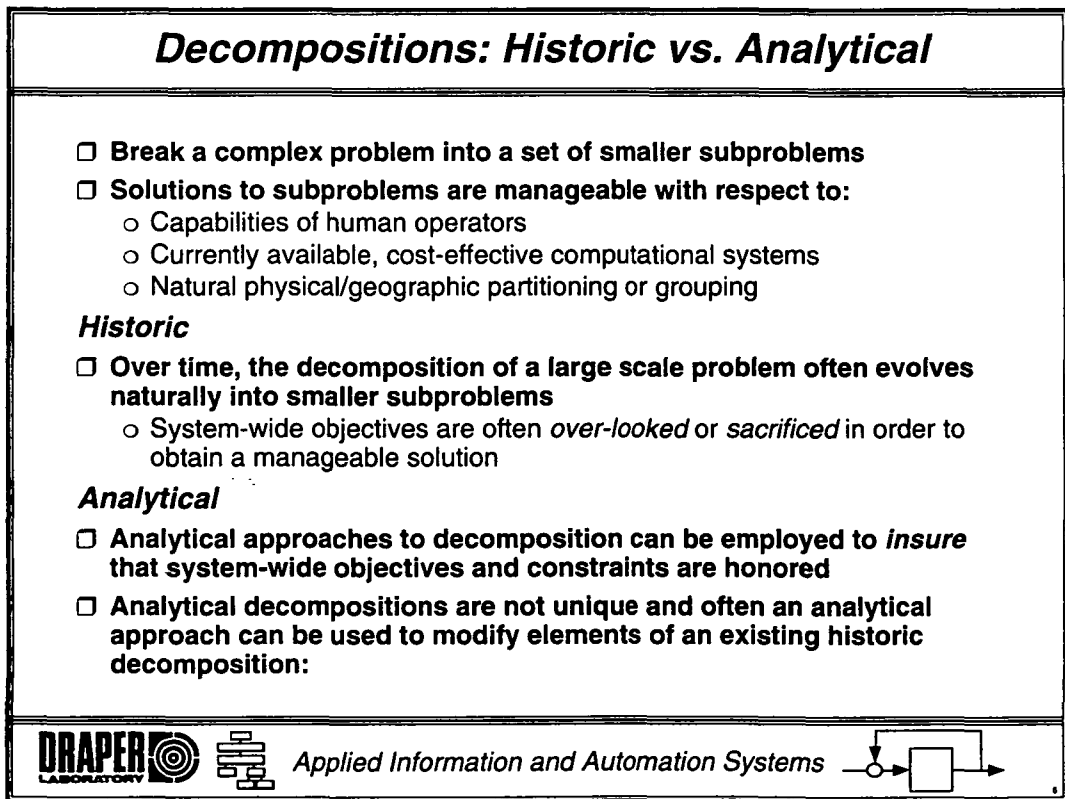 Decompositions: Historic vs. Analytical
❐ Break a complex problem into a set of smaller subproblems
❐ Solutions to subproblems are manageable with respect to:
o Capabilities of human operators
o Currently available, cost-effective computational systems
o Natural physical/geographic partitioning or grouping
Historic
❐ Over time, the decomposition of a large scale problem often evolves
naturally into smaller subproblems
o System-wide objectives are often over-looked or sacrificed in order to
obtain a manageable solution
Analytical
❐ Analytical approaches to decomposition can be employed to insure
that system-wide objectives and constraints are honored
❐ Analytical decompositions are not unique and often an analytical
approach can be used to modify elements of an existing historic
decomposition:
DRAPER
LABORATORY
Applied Information and Automation Systems